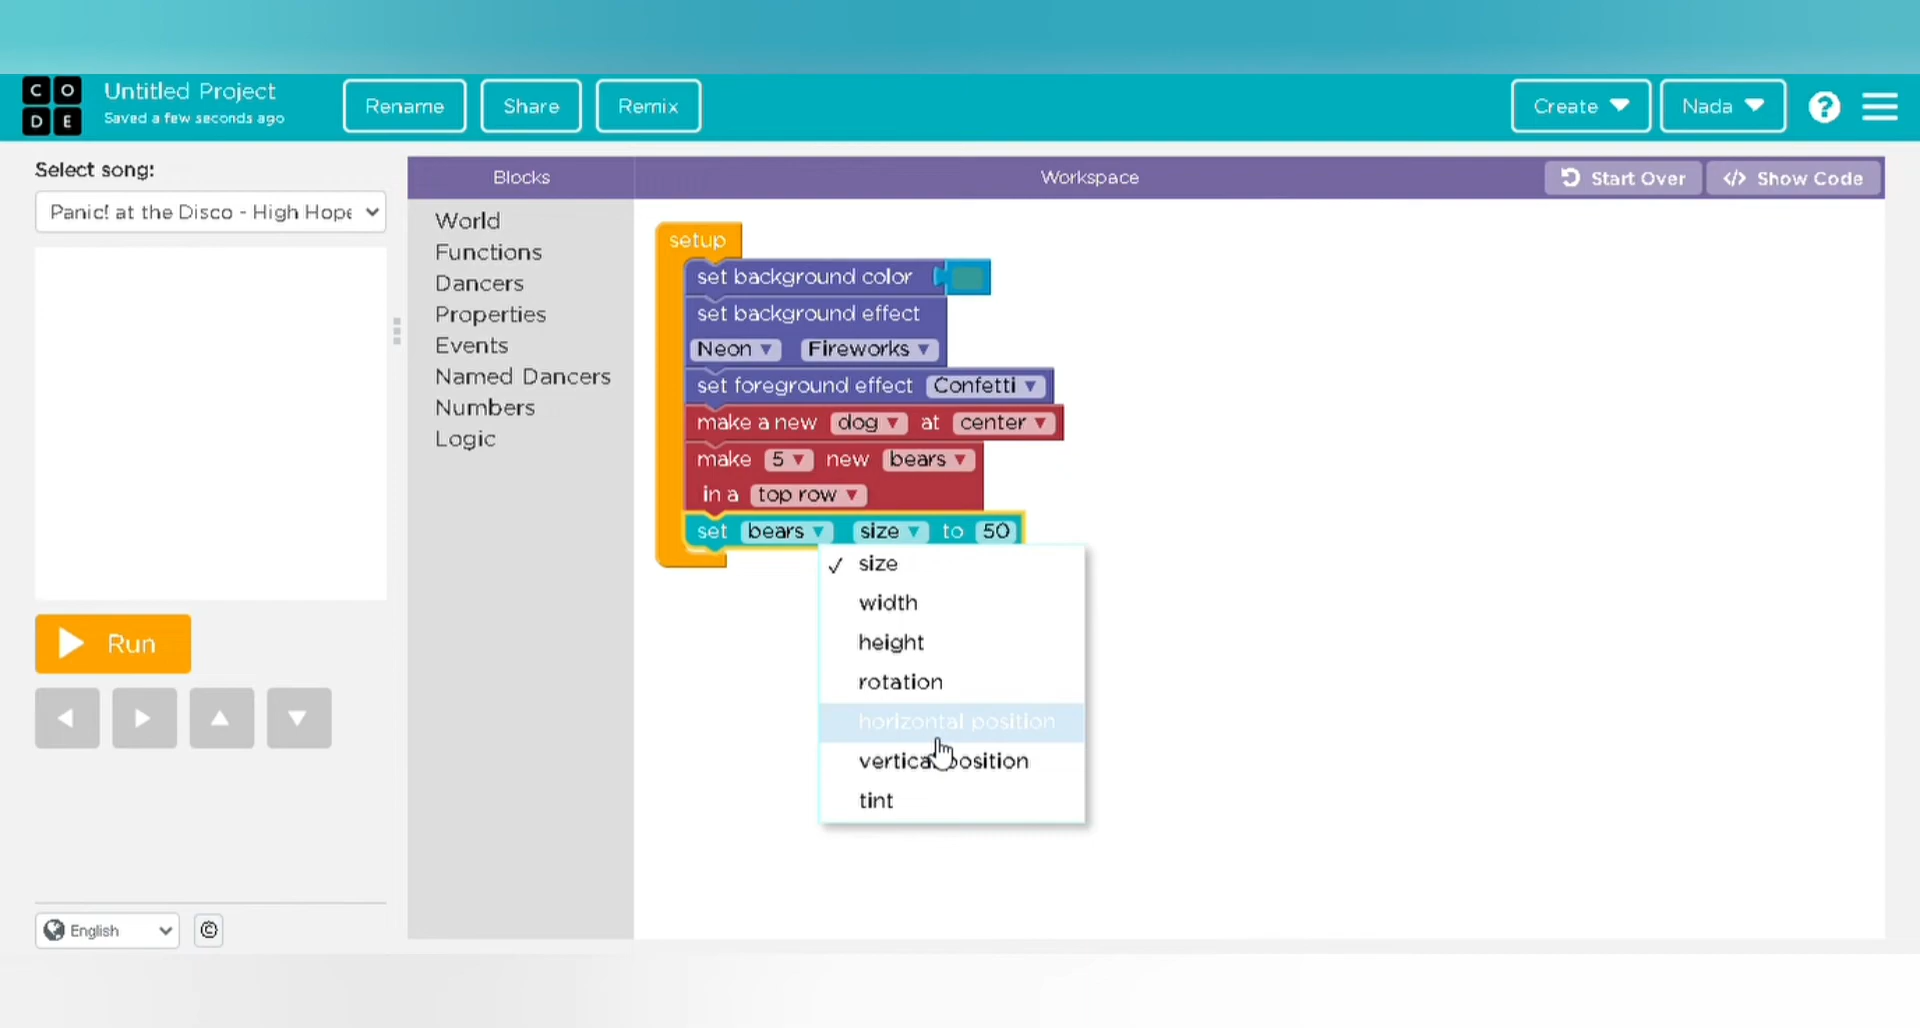 C O
D E
Untitled Project
Saved a few seconds ago
Rename
Share
Remix
Create
Nada
?
Select song:
Panic! at the Disco - High Hope
Blocks
Workspace
Start Over
</> Show Code
World
Functions
Dancers
Properties
Events
Named Dancers
Numbers
Logic
setup
set background color
set background effect
Neon ▼ Fireworks ▼
set foreground effect Confetti ▼
make a new dog ▼ at center ▼
make 5 ▼ new bears ▼
in a top row ▼
set bears ▼ size ▼ to 50
✓ size
width
height
rotation
horizontal position
vertical position
tint
Run
English
©